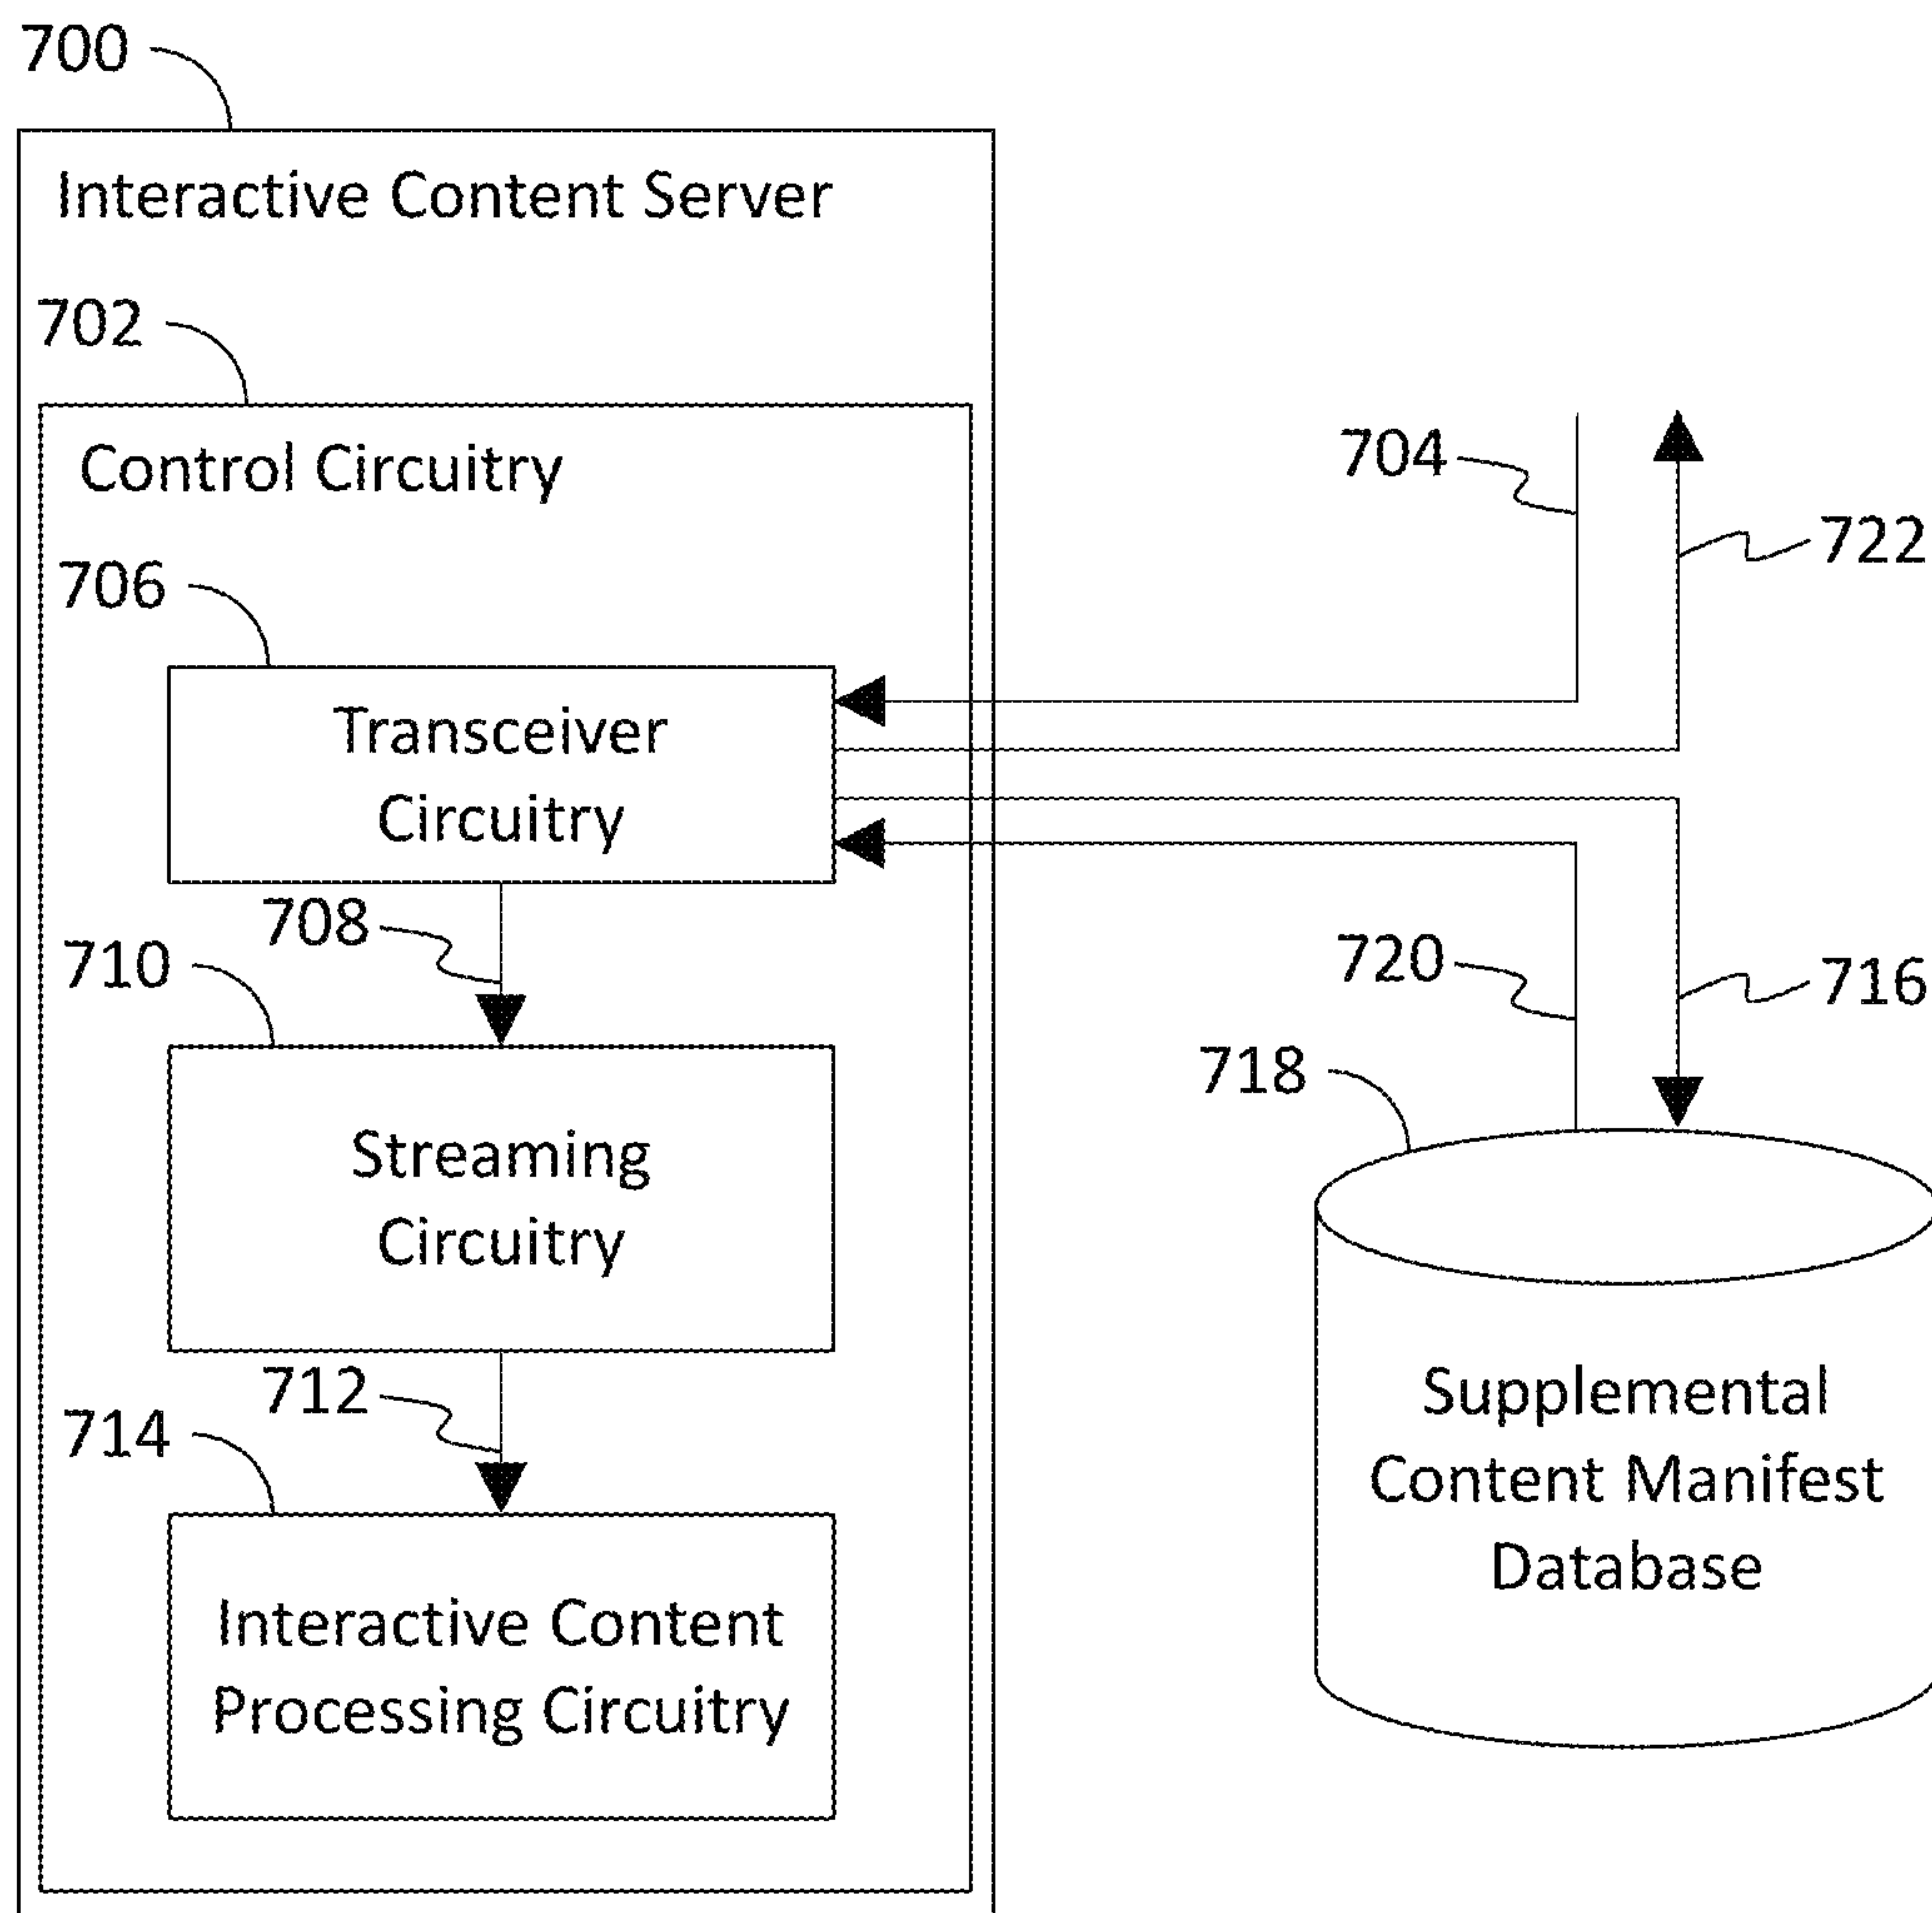 700
Interactive Content Server
702
Control Circuitry
704
722
706
Transceiver
Circuitry
708
710
720
716
718
Streaming
Circuitry
712
714
Supplemental
Content Manifest
Database
Interactive Content
Processing Circuitry